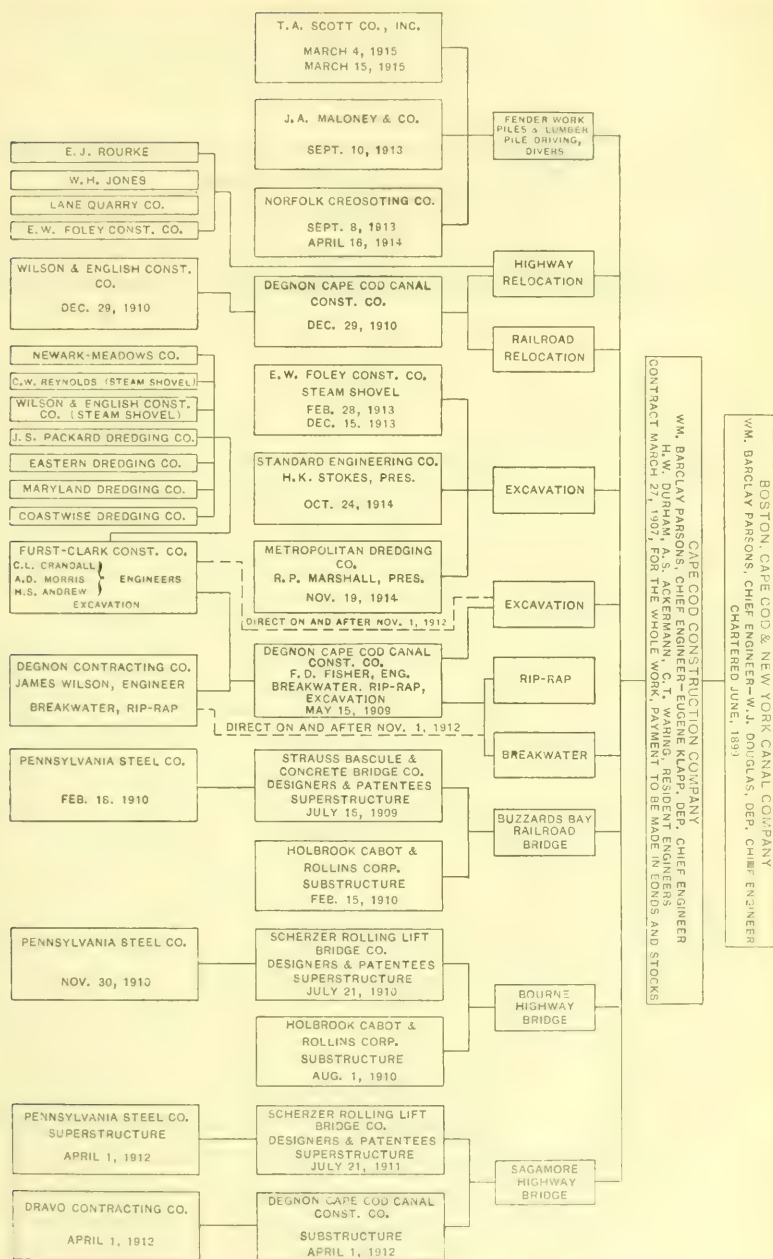 T.A. SCOTT CO., INC.
MARCH 4, 1915
MARCH 15, 1915
J.A. MALONEY & CO.
SEPT. 10, 1913
NORFOLK CREOSOTING CO.
SEPT. 8, 1913
APRIL 16, 1914
FENDER WORK
PILES & LUMBER
PILE DRIVING,
DIVERS
E.J. ROURKE
W.H. JONES
LANE QUARRY CO.
E.W. FOLEY CONST. CO.
WILSON & ENGLISH CONST.
CO.
DEC. 29, 1910
DEGNON CAPE COD CANAL
CONST. CO.
DEC. 29, 1910
HIGHWAY
RELOCATION
RAILROAD
RELOCATION
NEWARK-MEADOWS CO.
C.W. REYNOLDS (STEAM SHOVEL)
WILSON & ENGLISH CONST.
CO. (STEAM SHOVEL)
J.S. PACKARD DREDGING CO.
EASTERN DREDGING CO.
MARYLAND DREDGING CO.
COASTWISE DREDGING CO.
E.W. FOLEY CONST. CO.
STEAM SHOVEL
FEB. 28, 1913
DEC. 15. 1913
STANDARD ENGINEERING CO.
H.K. STOKES, PRES.
OCT. 24, 1914
METROPOLITAN DREDGING
CO.
R.P. MARSHALL, PRES.
NOV. 19, 1914
EXCAVATION
FURST-CLARK CONST. CO.
C.L. CRANDALL
A.D. MORRIS
H.S. ANDREW
ENGINEERS
EXCAVATION
DIRECT ON AND AFTER NOV. 1, 1912
EXCAVATION
DEGNON CONTRACTING CO.
JAMES WILSON, ENGINEER
BREAKWATER, RIP-RAP
DEGNON CAPE COD CANAL
CONST. CO.
F.D. FISHER, ENG.
BREAKWATER. RIP-RAP,
EXCAVATION
MAY 15, 1909
DIRECT ON AND AFTER NOV. 1, 1912
RIP-RAP
BREAKWATER
PENNSYLVANIA STEEL CO.
FEB. 16. 1910
STRAUSS BASCULE &
CONCRETE BRIDGE CO.
DESIGNERS & PATENTEES
SUPERSTRUCTURE
JULY 15, 1909
HOLBROOK CABOT &
ROLLINS CORP.
SUBSTRUCTURE
FEB. 15, 1910
BUZZARDS BAY
RAILROAD
BRIDGE
PENNSYLVANIA STEEL CO.
NOV. 30, 1910
SCHERZER ROLLING LIFT
BRIDGE CO.
DESIGNERS & PATENTEES
SUPERSTRUCTURE
JULY 21, 1910
HOLBROOK CABOT &
ROLLINS CORP.
SUBSTRUCTURE
AUG. 1, 1910
BOURNE
HIGHWAY
BRIDGE
PENNSYLVANIA STEEL CO.
SUPERSTRUCTURE
APRIL 1, 1912
SCHERZER ROLLING LIFT
BRIDGE CO.
DESIGNERS & PATENTEES
SUPERSTRUCTURE
JULY 21, 1911
DRAVO CONTRACTING CO.
APRIL 1, 1912
DEGNON CAPE COD CANAL
CONST. CO.
SUBSTRUCTURE
APRIL 1, 1912
SAGAMORE
HIGHWAY
BRIDGE
CAPE COD CONSTRUCTION COMPANY
WM. BARCLAY PARSONS, CHIEF ENGINEER-EUGENE KLAPP, DEP. CHIEF ENGINEER
H.W. DURHAM, A.S. ACKERMANN, C.T. WARING, RESIDENT ENGINEERS
CONTRACT MARCH 27, 1907, FOR THE WHOLE WORK, PAYMENT TO BE MADE IN BONDS AND STOCKS
BOSTON, CAPE COD & NEW YORK CANAL COMPANY
WM. BARCLAY PARSONS, CHIEF ENGINEER-W.J. DOUGLAS, DEP. CHIEF ENGINEER
CHARTERED JUNE, 1899